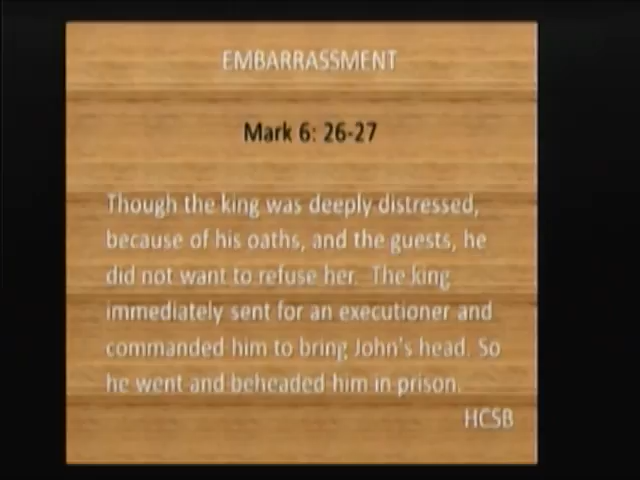 EMBARRASSMENT
Mark 6: 26-27
Though the king was deeply distressed,
because of his oaths, and the guests, he
did not want to refuse her. The king
immediately sent for an executioner and
commanded him to bring John's head. So
he went and beheaded him in prison.
HCSB